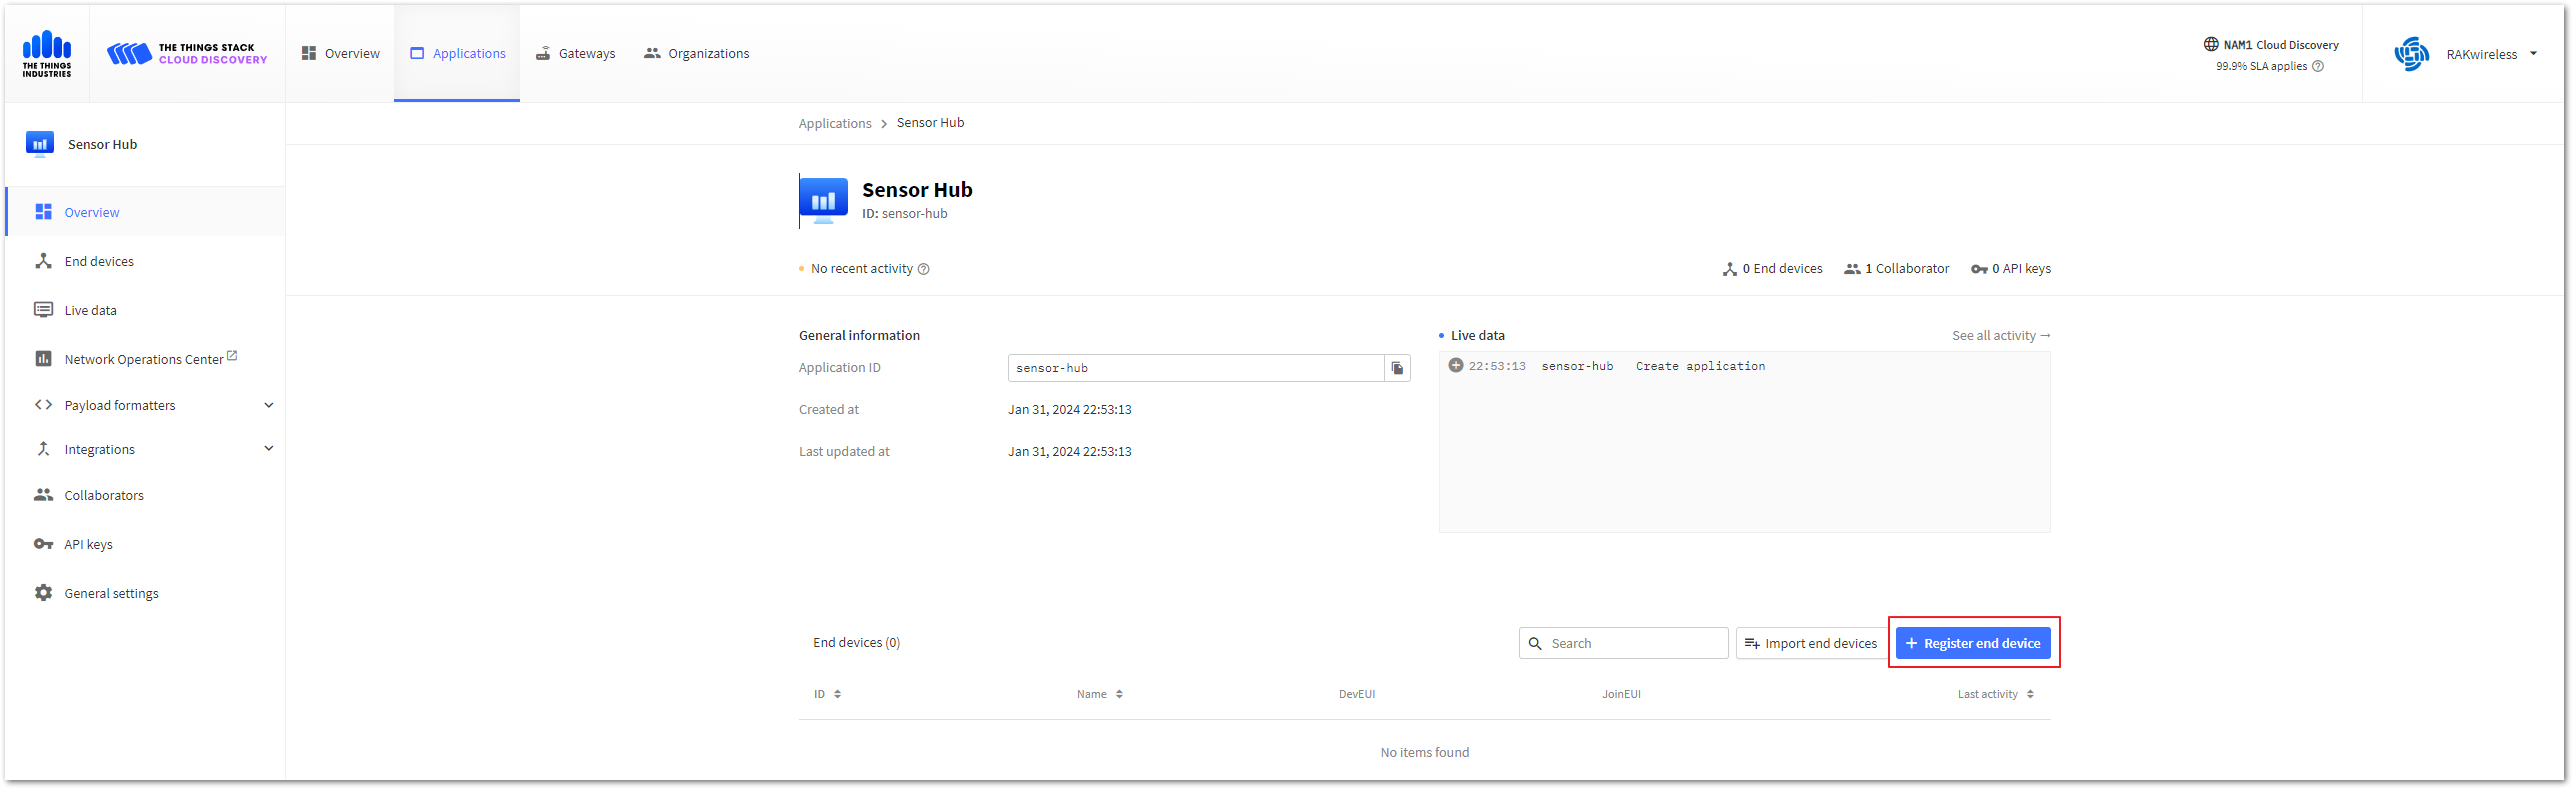 THE THINGS
INDUSTRIES
THE THINGS STACK
CLOUD DISCOVERY
Overview
Applications
Gateways
Organizations
NAM1 Cloud Discovery
99.9% SLA applies
RAKwireless
Sensor Hub
Overview
End devices
Live data
Network Operations Center
Payload formatters
Integrations
Collaborators
API keys
General settings
Applications > Sensor Hub
Sensor Hub
ID: sensor-hub
No recent activity
0 End devices
1 Collaborator
0 API keys
General information
Application ID
sensor-hub
Created at
Jan 31, 2024 22:53:13
Last updated at
Jan 31, 2024 22:53:13
Live data
See all activity →
22:53:13 sensor-hub Create application
End devices (0)
Search
Import end devices
+ Register end device
ID
Name
DevEUI
JoinEUI
Last activity
No items found